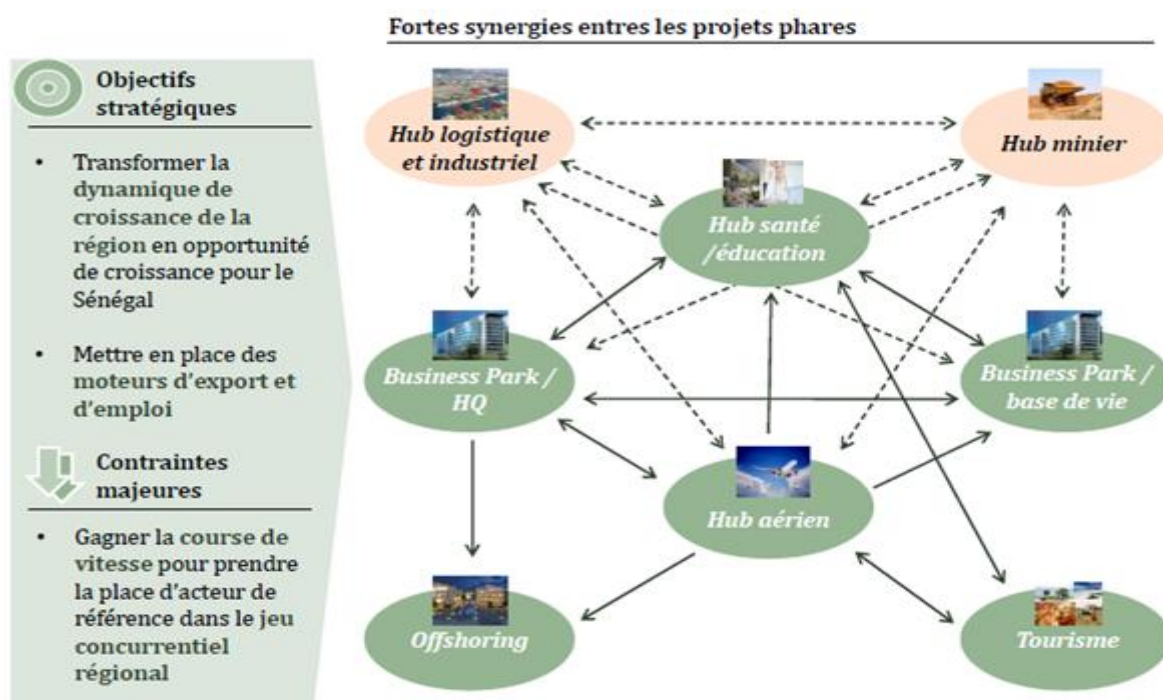 Fortes synergies entres les projets phares
Objectifs
stratégiques
• Transformer la
dynamique de
croissance de la
région en opportunité
de croissance pour le
Sénégal
• Mettre en place des
moteurs d'export et
d'emploi
Contraintes
majeures
• Gagner la course de
vitesse pour prendre
la place d'acteur de
référence dans le jeu
concurrentiel
régional
Hub logistique
et industriel
Hub minier
Hub santé
/éducation
Business Park /
HQ
Business Park /
base de vie
Hub aérien
Offshoring
Tourisme